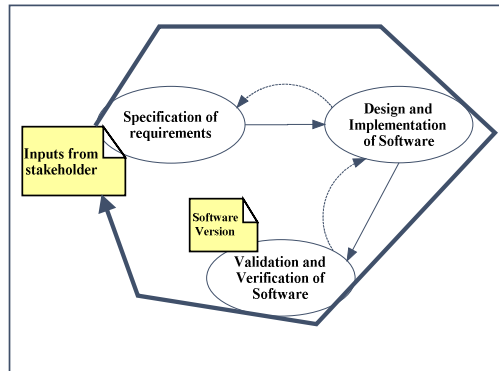 Specification of
requirements
Design and
Implementation
of Software
Inputs from
stakeholder
Software
Version
Validation and
Verification of
Software